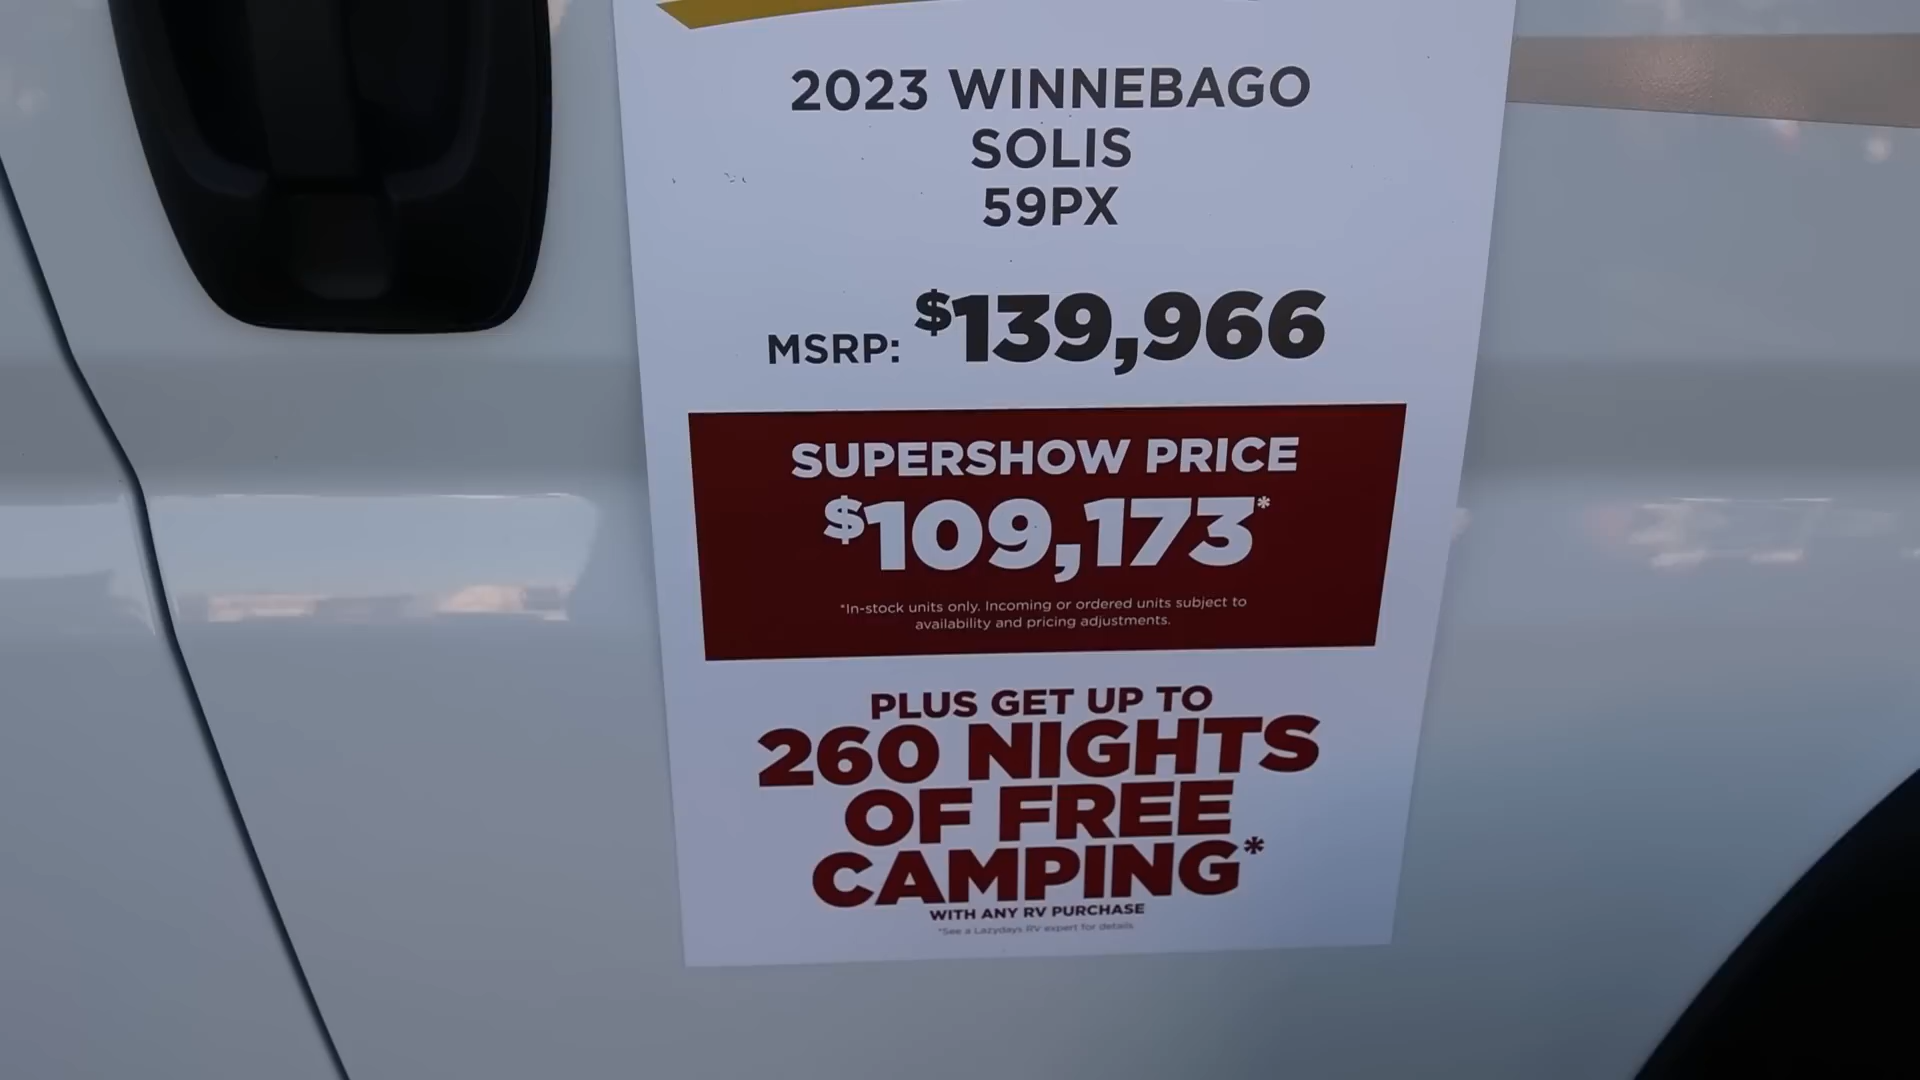 2023 WINNEBAGO
SOLIS
59PX
MSRP: $139,966
SUPERSHOW PRICE
$109,173*
*In-stock units only. Incoming or ordered units subject to
availability and pricing adjustments.
PLUS GET UP TO
260 NIGHTS
OF FREE
CAMPING*
WITH ANY RV PURCHASE
*See a Lazydays RV expert for details